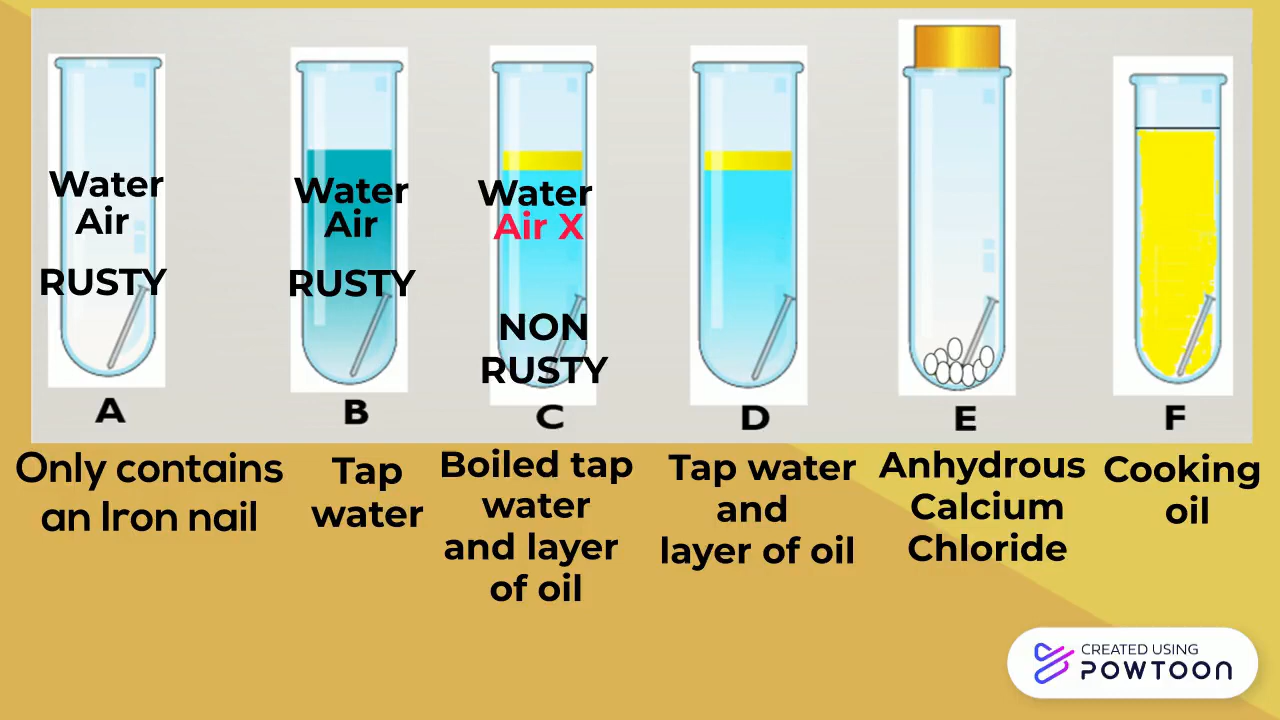 Water
Air
RUSTY
Water
Air
RUSTY
Water
Air X
NON
RUSTY
A
B
C
D
E
F
Only contains
an Iron nail
Tap
water
Boiled tap
water
and layer
of oil
Tap water
and
layer of oil
Anhydrous
Calcium
Chloride
Cooking
oil
CREATED USING
POWTOON